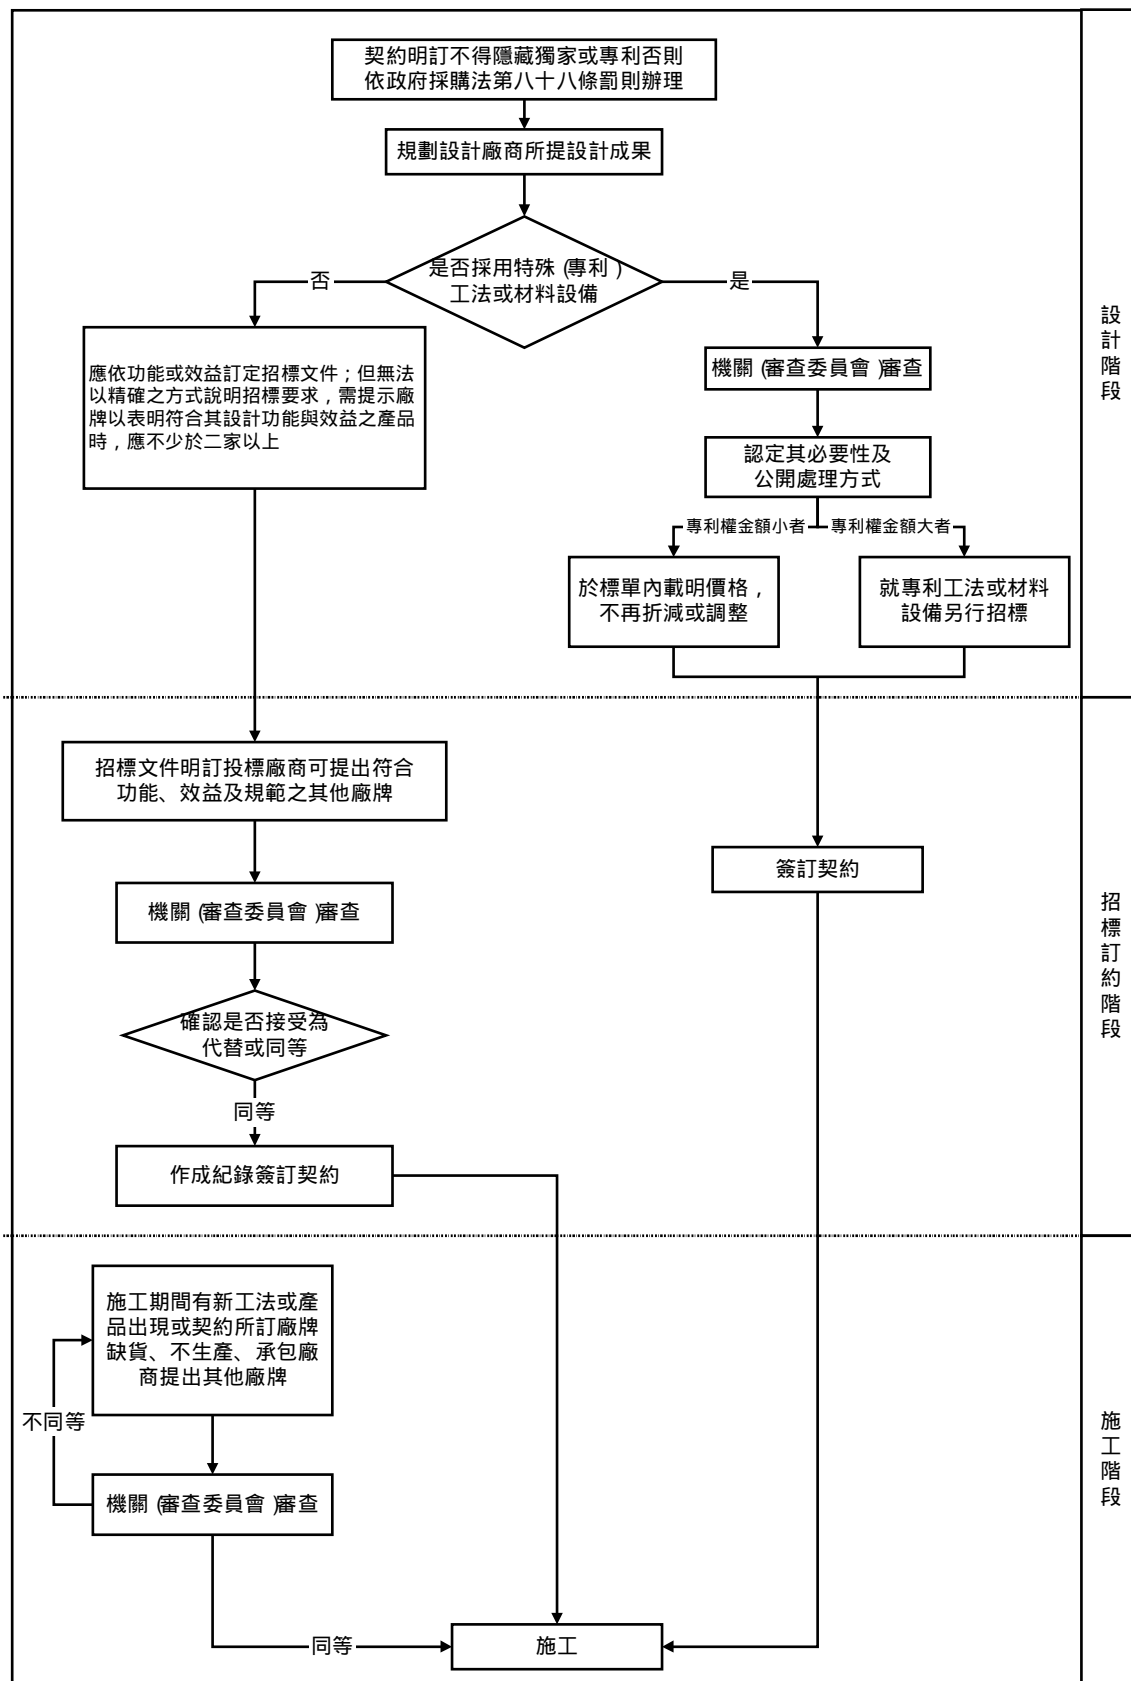 契約明訂不得隱藏獨家或專利否則
依政府採購法第八十八條罰則辦理
規劃設計廠商所提設計成果
是否採用特殊(專利)
工法或材料設備
否
是
應依功能或效益訂定招標文件；但無法
以精確之方式說明招標要求，需提示廠
牌以表明符合其設計功能與效益之產品
時，應不少於二家以上
機關(審查委員會)審查
認定其必要性及
公開處理方式
專利權金額小者
專利權金額大者
於標單內載明價格，
不再折減或調整
就專利工法或材料
設備另行招標
設計階段
招標文件明訂投標廠商可提出符合
功能、效益及規範之其他廠牌
機關(審查委員會)審查
確認是否接受為
代替或同等
同等
作成紀錄簽訂契約
簽訂契約
招標訂約階段
施工期間有新工法或產
品出現或契約所訂廠牌
缺貨、不生產、承包廠
商提出其他廠牌
不同等
機關(審查委員會)審查
同等
施工
施工階段